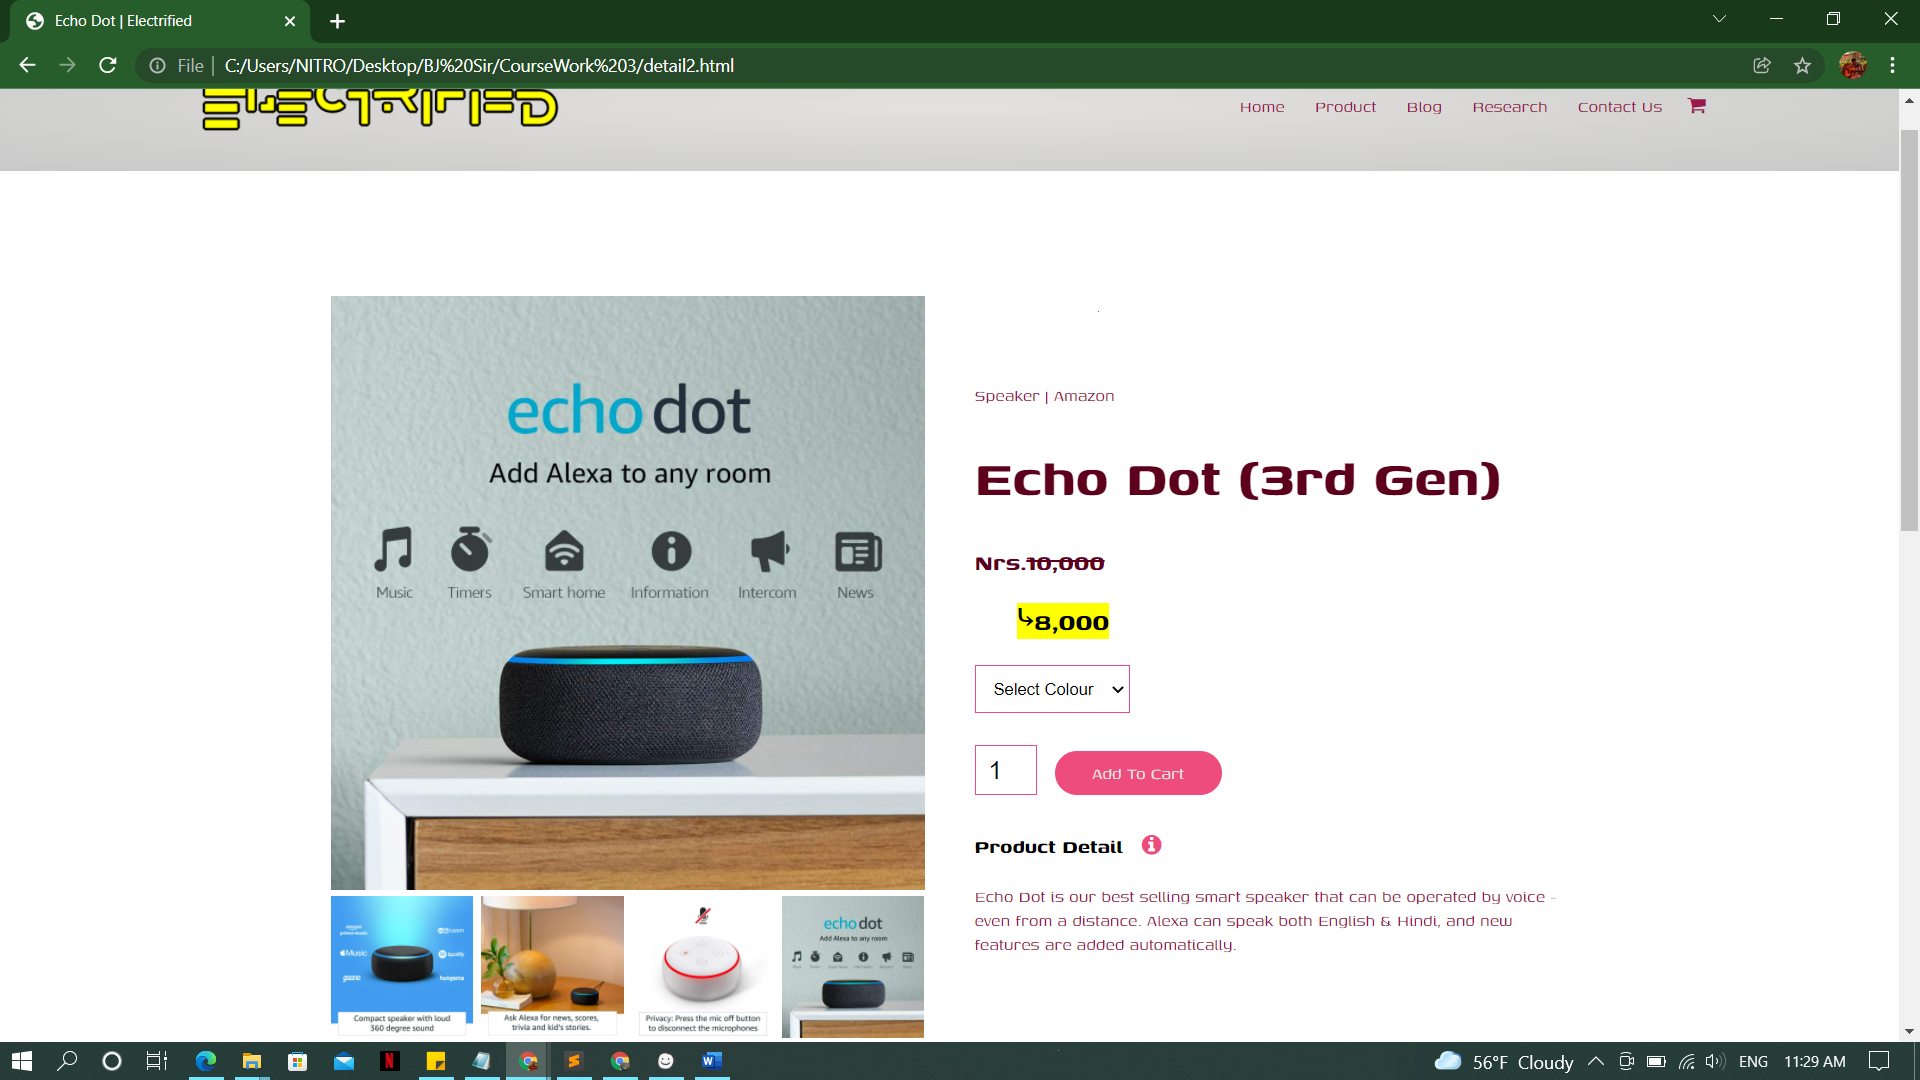 Echo Dot | Electrified
File | C:/Users/NITRO/Desktop/BJ%20Sir/CourseWork%203/detail2.html
ELECTRIFIED
Home Product Blog Research Contact Us
echo dot
Add Alexa to any room
Music Timers Smart home Information Intercom News
Speaker | Amazon
Echo Dot (3rd Gen)
Nrs.10,000
8,000
Select Colour
1
Add To Cart
Product Detail
Echo Dot is our best selling smart speaker that can be operated by voice -
even from a distance. Alexa can speak both English & Hindi, and new
features are added automatically.
Music
Spotify
gaana
hungama
Compact speaker with loud
360 degree sound
Ask Alexa for news, scores,
trivia and kid's stories.
Privacy: Press the mic off button
to disconnect the microphones
echo dot
Add Alexa to any room
56°F Cloudy
ENG
11:29 AM